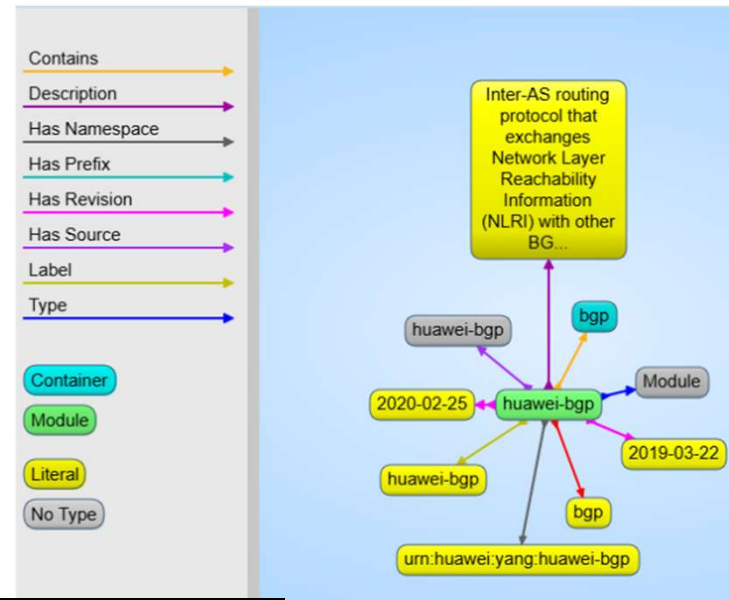 Contains
Description
Has Namespace
Has Prefix
Has Revision
Has Source
Label
Type
Container
Module
Literal
No Type
Inter-AS routing
protocol that
exchanges
Network Layer
Reachability
Information
(NLRI) with other
BG...
bgp
huawei-bgp
Module
2020-02-25
huawei-bgp
2019-03-22
huawei-bgp
bgp
urn:huawei:yang:huawei-bgp